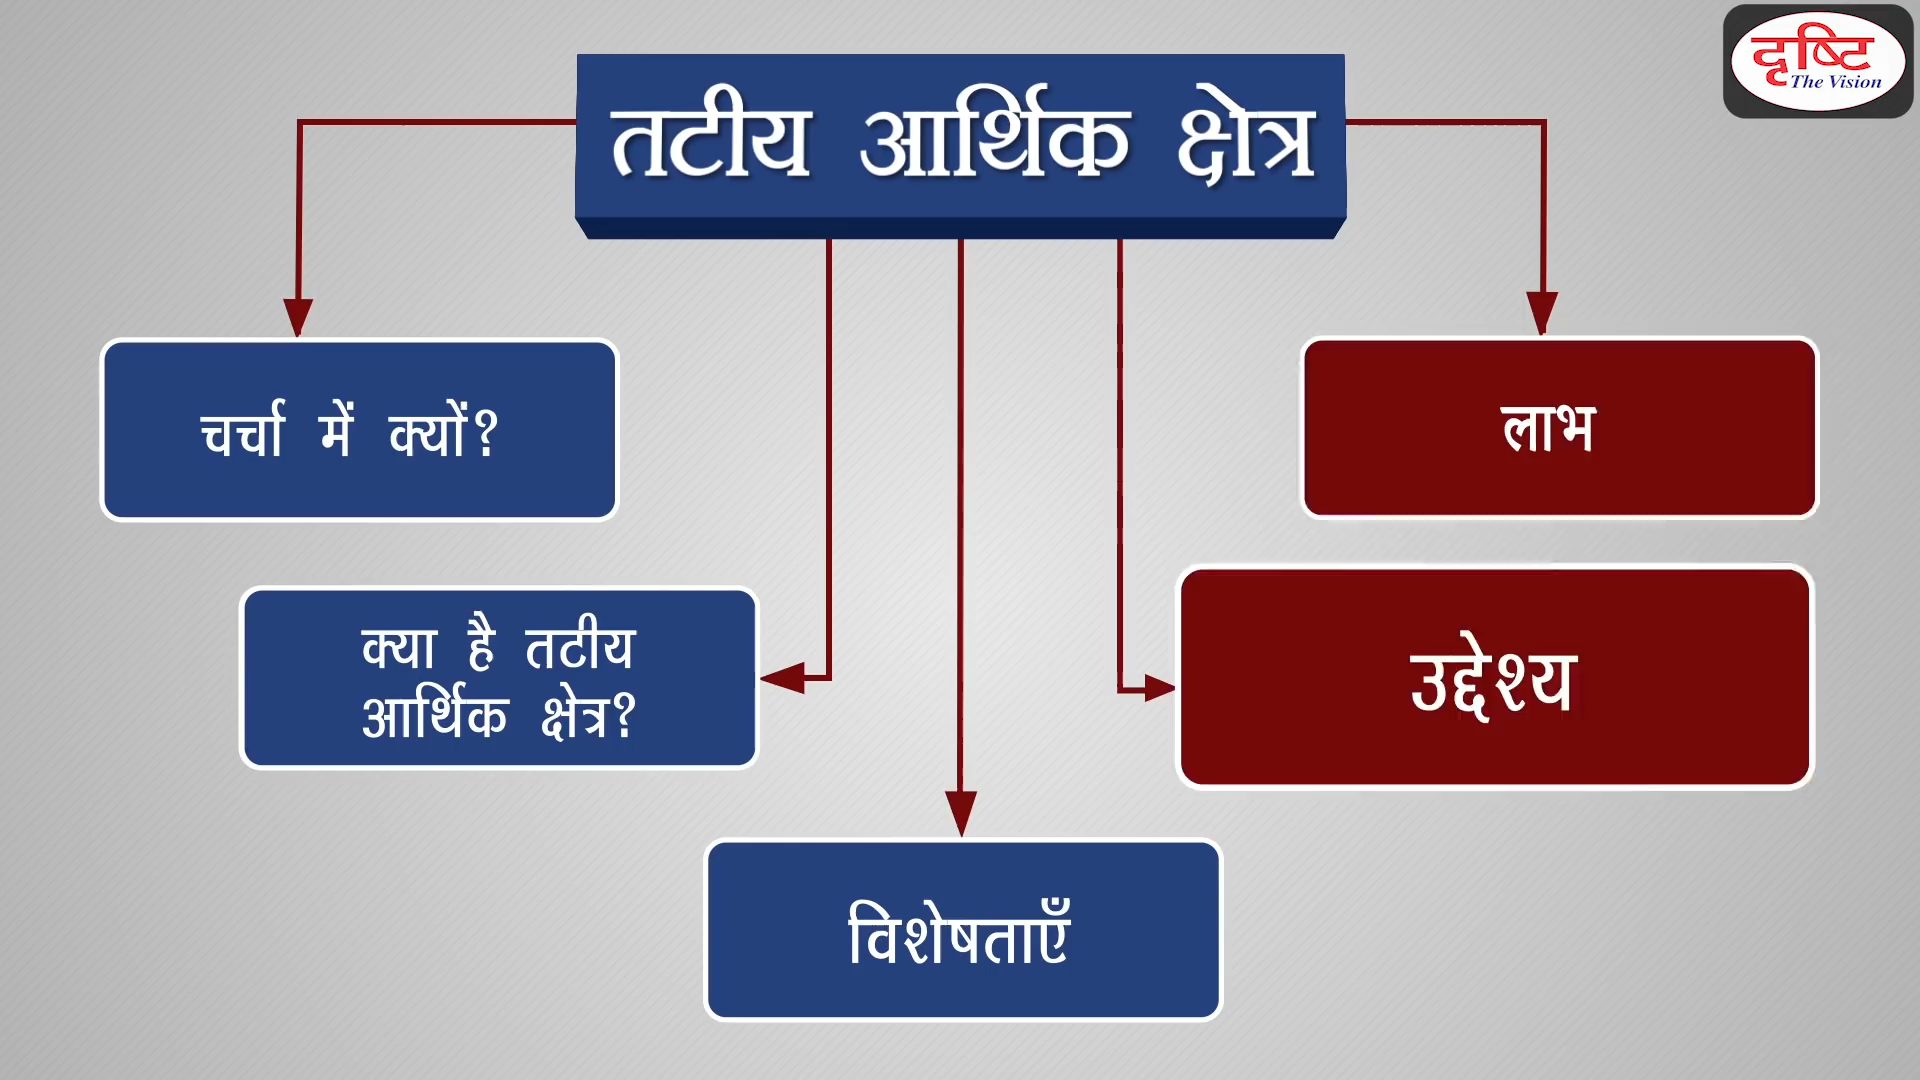 दृष्टि
The Vision
तटीय आर्थिक क्षेत्र
चर्चा में क्यों?
लाभ
क्या है तटीय
आर्थिक क्षेत्र?
उद्देश्य
विशेषताएँ